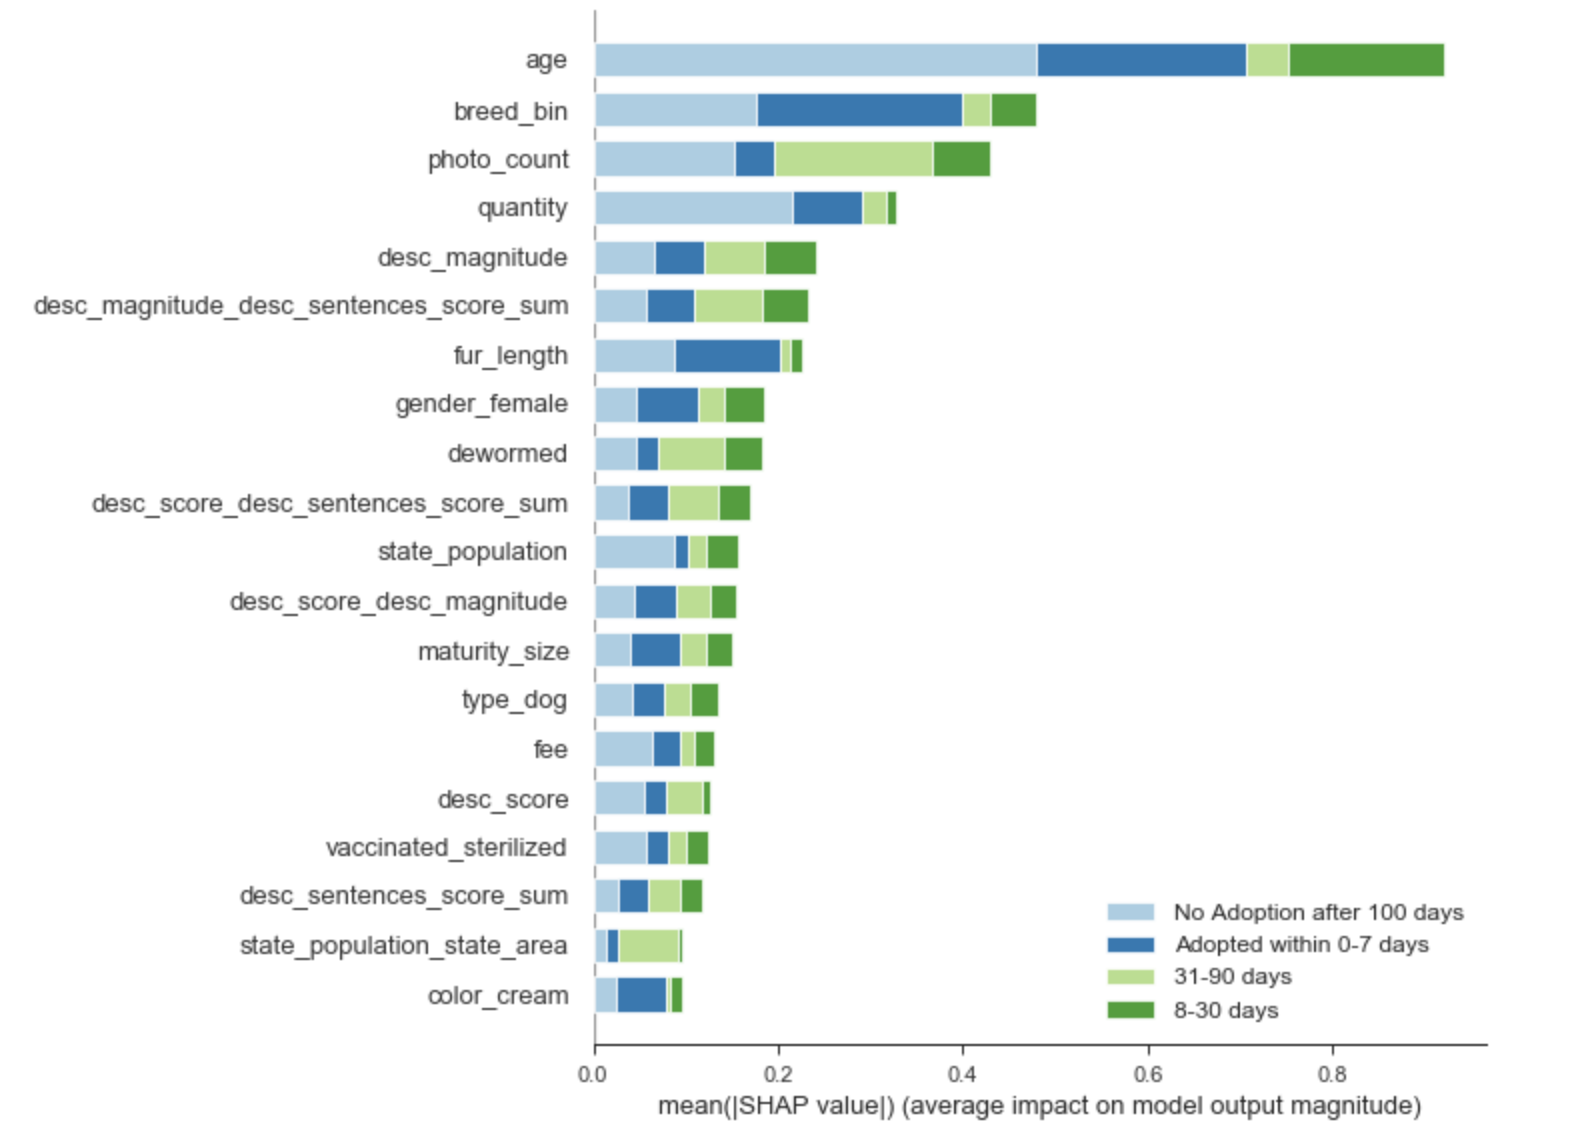 age
breed_bin
photo_count
quantity
desc_magnitude
desc_magnitude_desc_sentences_score_sum
fur_length
gender_female
dewormed
desc_score_desc_sentences_score_sum
state_population
desc_score_desc_magnitude
maturity_size
type_dog
fee
desc_score
vaccinated_sterilized
desc_sentences_score_sum
state_population_state_area
color_cream
No Adoption after 100 days
Adopted within 0-7 days
31-90 days
8-30 days
0.0 0.2 0.4 0.6 0.8
mean(|SHAP value|) (average impact on model output magnitude)